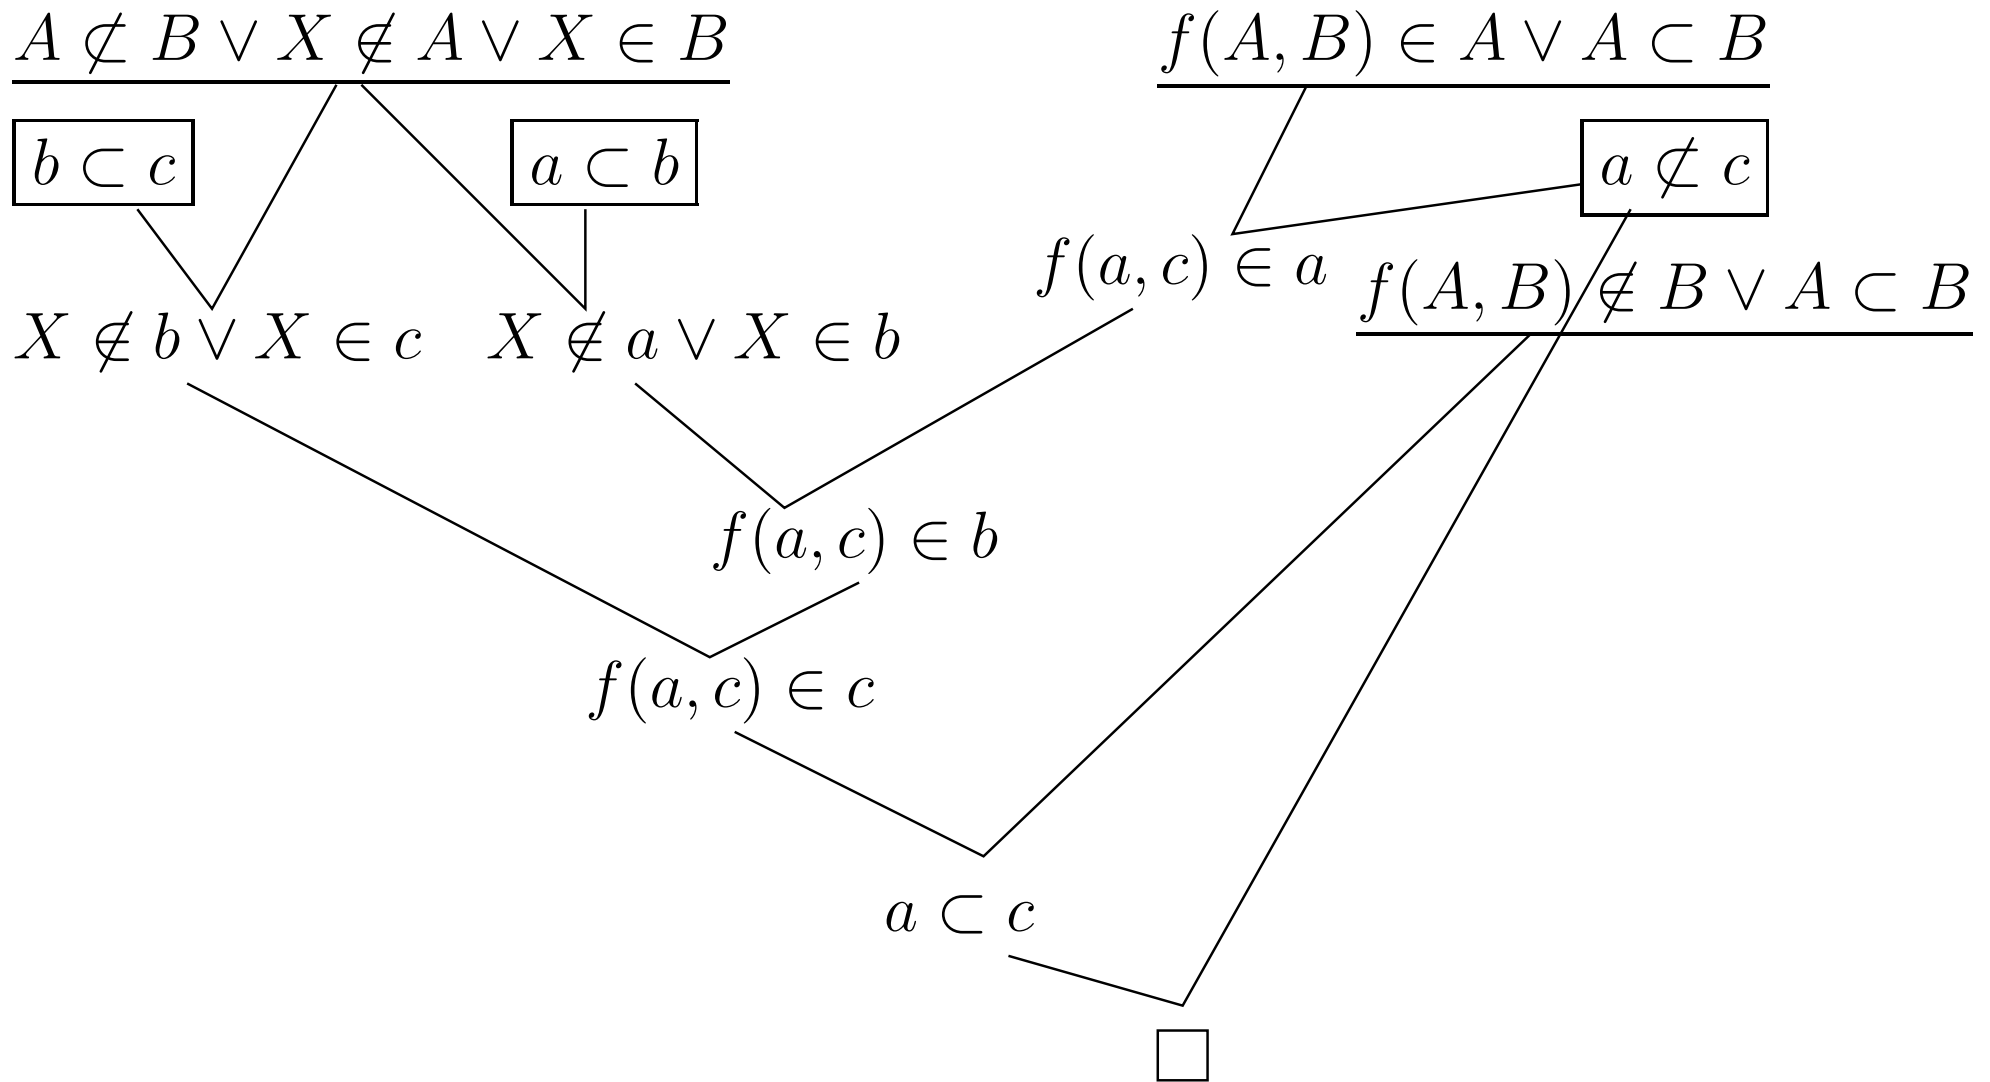 A ⊄ B ∨ X ∉ A ∨ X ∈ B
f(A, B) ∈ A ∨ A ⊂ B
b ⊂ c
a ⊂ b
a ⊄ c
f(a, c) ∈ a
f(A, B) ∉ B ∨ A ⊂ B
X ∉ b ∨ X ∈ c
X ∉ a ∨ X ∈ b
f(a, c) ∈ b
f(a, c) ∈ c
a ⊂ c
□